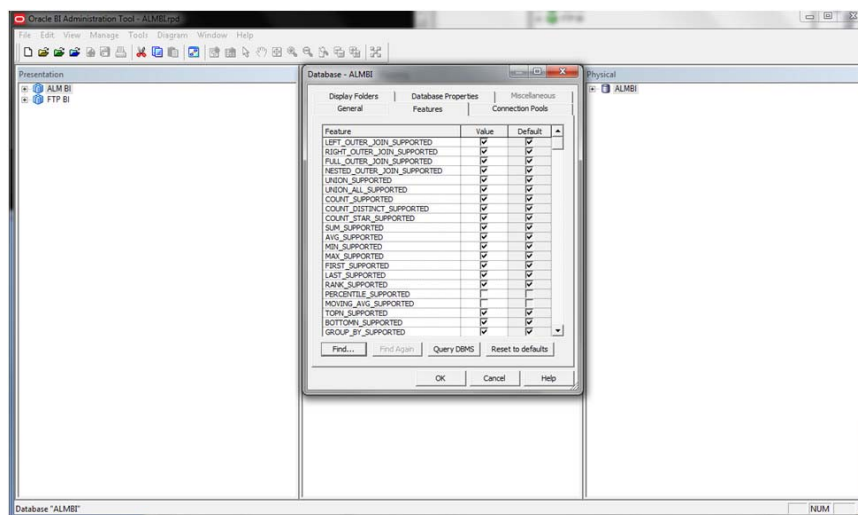 Oracle BI Administration Tool - ALMBI.rpd
File Edit View Manage Tools Diagram Window Help
Presentation
Physical
ALM BI
FTP BI
ALMBI
Database - ALMBI
Display Folders Database Properties Miscellaneous
General Features Connection Pools
Feature Value Default
LEFT_OUTER_JOIN_SUPPORTED
RIGHT_OUTER_JOIN_SUPPORTED
FULL_OUTER_JOIN_SUPPORTED
NESTED_OUTER_JOIN_SUPPORTED
UNION_SUPPORTED
UNION_ALL_SUPPORTED
COUNT_SUPPORTED
COUNT_DISTINCT_SUPPORTED
COUNT_STAR_SUPPORTED
SUM_SUPPORTED
AVG_SUPPORTED
MIN_SUPPORTED
MAX_SUPPORTED
FIRST_SUPPORTED
LAST_SUPPORTED
RANK_SUPPORTED
PERCENTILE_SUPPORTED
MOVING_AVG_SUPPORTED
TOPN_SUPPORTED
BOTTOMN_SUPPORTED
GROUP_BY_SUPPORTED
Find... Find Again Query DBMS Reset to defaults
OK Cancel Help
Database "ALMBI" NUM